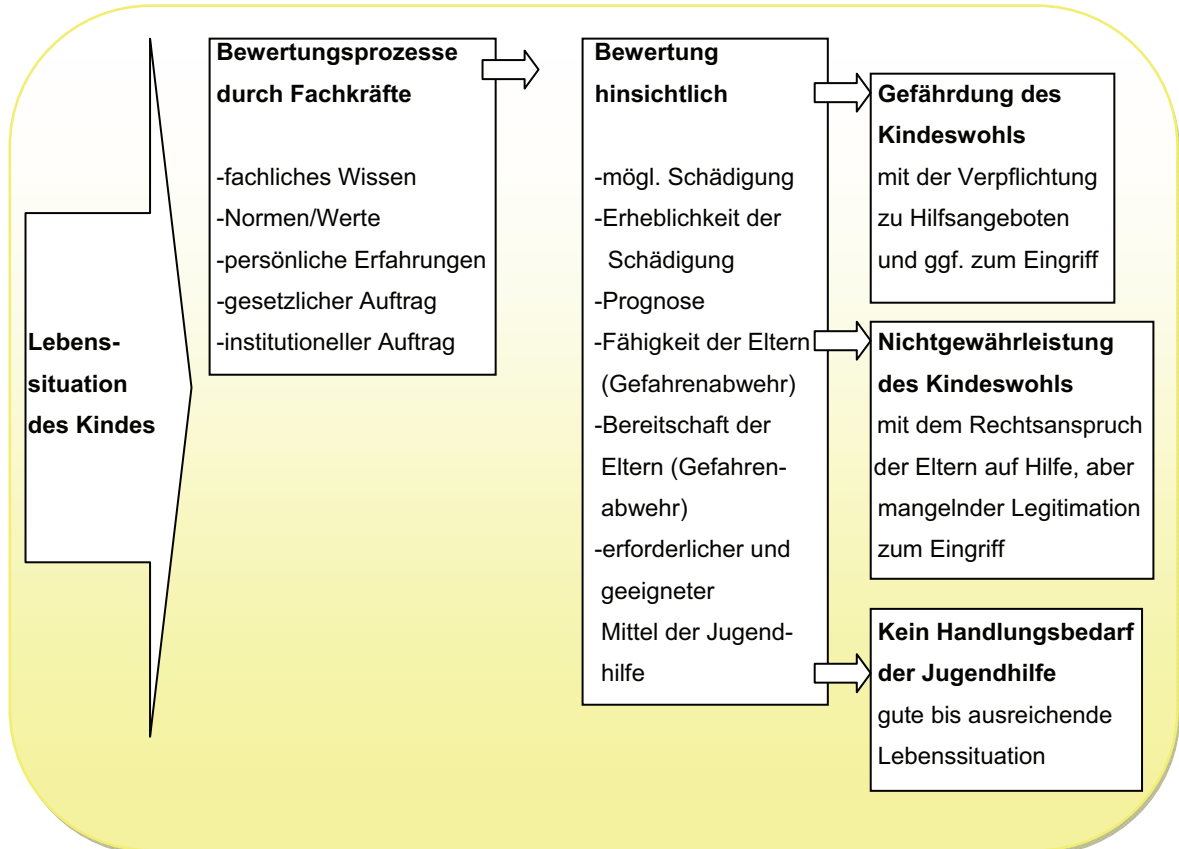 Lebens-
situation
des Kindes
Bewertungsprozesse
durch Fachkräfte
-fachliches Wissen
-Normen/Werte
-persönliche Erfahrungen
-gesetzlicher Auftrag
-institutioneller Auftrag
Bewertung
hinsichtlich
-mögl. Schädigung
-Erheblichkeit der
Schädigung
-Prognose
-Fähigkeit der Eltern
(Gefahrenabwehr)
-Bereitschaft der
Eltern (Gefahren-
abwehr)
-erforderlicher und
geeigneter
Mittel der Jugend-
hilfe
Gefährdung des
Kindeswohls
mit der Verpflichtung
zu Hilfsangeboten
und ggf. zum Eingriff
Nichtgewährleistung
des Kindeswohls
mit dem Rechtsanspruch
der Eltern auf Hilfe, aber
mangelnder Legitimation
zum Eingriff
Kein Handlungsbedarf
der Jugendhilfe
gute bis ausreichende
Lebenssituation